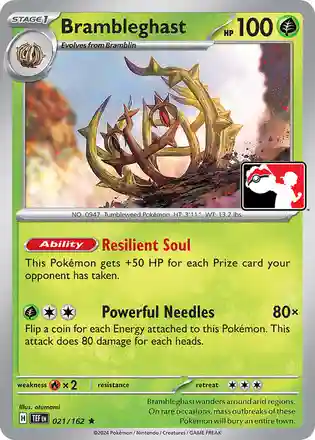 STAGE 1
Brambleghast
HP 100
Evolves from Bramblin
NO. 0947 Tumbleweed Pokémon HT: 3'11" WT: 13.2 lbs.
Ability Resilient Soul
This Pokémon gets +50 HP for each Prize card your
opponent has taken.
Powerful Needles 80×
Flip a coin for each Energy attached to this Pokémon. This
attack does 80 damage for each heads.
weakness × 2 resistance retreat
Illus. otumami
H TEF EN 021/162 ★
Brambleghast wanders around arid regions.
On rare occasions, mass outbreaks of these
Pokémon will bury an entire town.
©2024 Pokémon / Nintendo / Creatures / GAME FREAK